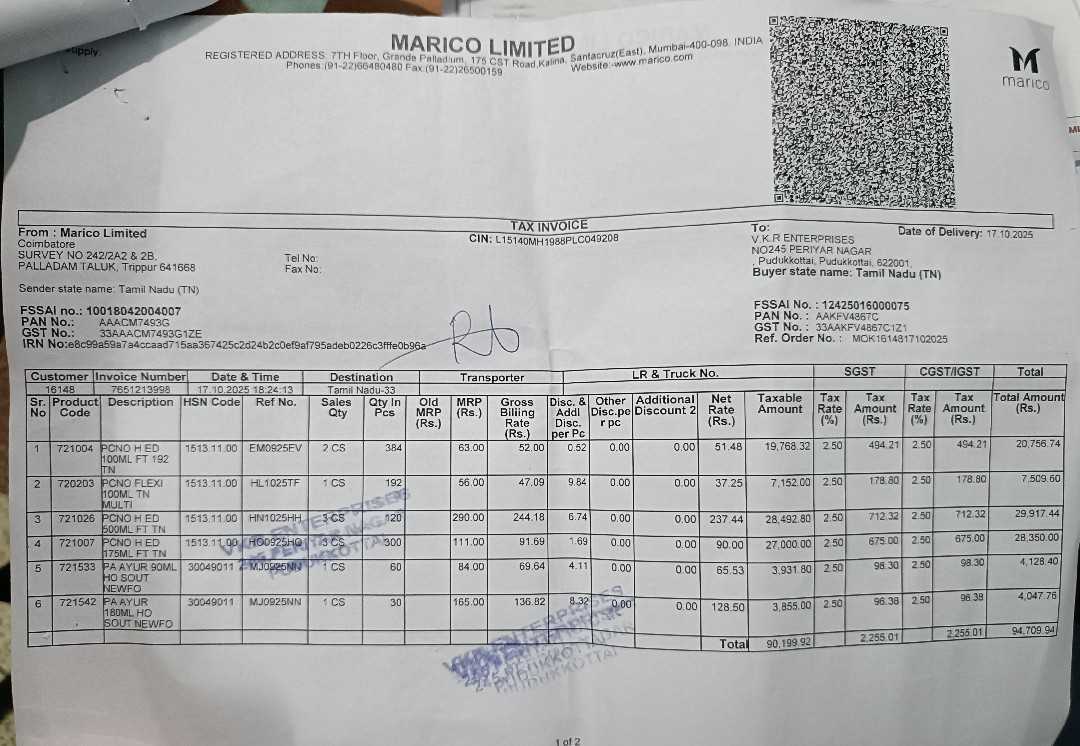 supply.
MARICO LIMITED
REGISTERED ADDRESS: 7TH Floor, Grande Palladium, 175 CST Road,Kalina, Santacruz(East), Mumbai-400-098. INDIA
Phones:(91-22)66480480 Fax:(91-22)26500159 Website:-www.marico.com
marico
TAX INVOICE
CIN: L15140MH1988PLC049208
From : Marico Limited
Coimbatore
SURVEY NO 242/2A2 & 2B,
PALLADAM TALUK, Trippur 641668
Tel No:
Fax No:
Sender state name: Tamil Nadu (TN)
FSSAI no.: 10018042004007
PAN No.: AAACM7493G
GST No.: 33AAACM7493G1ZE
IRN No:e8c99a59a7a4ccaad715aa367425c2d24b2c0ef9af795adeb0226c3fffe0b96a
To:
V.K.R ENTERPRISES
NO245 PERIYAR NAGAR
, Pudukkottai, Pudukkottai, 622001,
Buyer state name: Tamil Nadu (TN)
Date of Delivery: 17.10.2025
FSSAI No. : 12425016000075
PAN No. : AAKFV4867C
GST No. : 33AAKFV4867C1Z1
Ref. Order No. : MOK1614817102025
Customer Invoice Number Date & Time Destination Transporter LR & Truck No. SGST CGST/IGST Total
16148 7651213998 17.10.2025 18:24:13 Tamil Nadu-33
Sr. No Product Code Description HSN Code Ref No. Sales Qty Qty In Pcs Old MRP (Rs.) MRP (Rs.) Gross Billing Rate (Rs.) Disc. & Addl Disc. per Pc Other Disc.pe r pc Additional Discount 2 Net Rate (Rs.) Taxable Amount Tax Rate (%) Tax Amount (Rs.) Tax Rate (%) Tax Amount (Rs.) Total Amount (Rs.)
1 721004 PCNO H ED 100ML FT 192 TN 1513.11.00 EM0925EV 2 CS 384 63.00 52.00 0.52 0.00 0.00 51.48 19,768.32 2.50 494.21 2.50 494.21 20,756.74
2 720203 PCNO FLEXI 100ML TN MULTI 1513.11.00 HL1025TF 1 CS 192 56.00 47.09 9.84 0.00 0.00 37.25 7,152.00 2.50 178.80 2.50 178.80 7,509.60
3 721026 PCNO H ED 500ML FT TN 1513.11.00 HN1025HH 3 CS 120 290.00 244.18 6.74 0.00 0.00 237.44 28,492.80 2.50 712.32 2.50 712.32 29,917.44
4 721007 PCNO H ED 175ML FT TN 1513.11.00 HO0925HQ 3 CS 300 111.00 91.69 1.69 0.00 0.00 90.00 27,000.00 2.50 675.00 2.50 675.00 28,350.00
5 721533 PA AYUR 90ML HO SOUT NEWFO 30049011 MJ0925NN 1 CS 60 84.00 69.64 4.11 0.00 0.00 65.53 3,931.80 2.50 98.30 2.50 98.30 4,128.40
6 721542 PA AYUR 180ML HO SOUT NEWFO 30049011 MJ0925NN 1 CS 30 165.00 136.82 8.32 0.00 0.00 128.50 3,855.00 2.50 96.38 2.50 96.38 4,047.76
Total 90,199.92 2,255.01 2,255.01 94,709.94
1 of 2